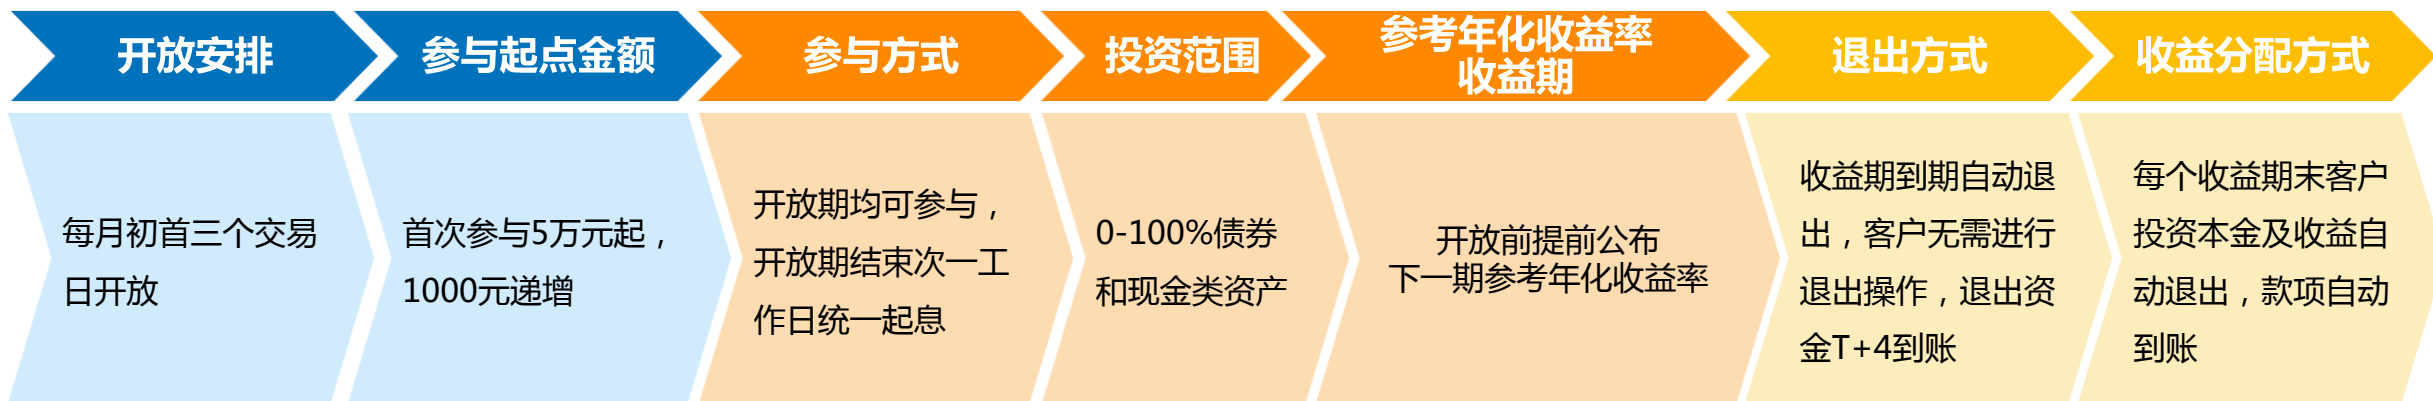 开放安排
参与起点金额
参与方式
投资范围
参考年化收益率
收益期
退出方式
收益分配方式
每月初首三个交易
日开放
首次参与5万元起，
1000元递增
开放期均可参与，
开放期结束次一工
作日统一起息
0-100%债券
和现金类资产
开放前提前公布
下一期参考年化收益率
收益期到期自动退
出，客户无需进行
退出操作，退出资
金T+4到账
每个收益期末客户
投资本金及收益自
动退出，款项自动
到账